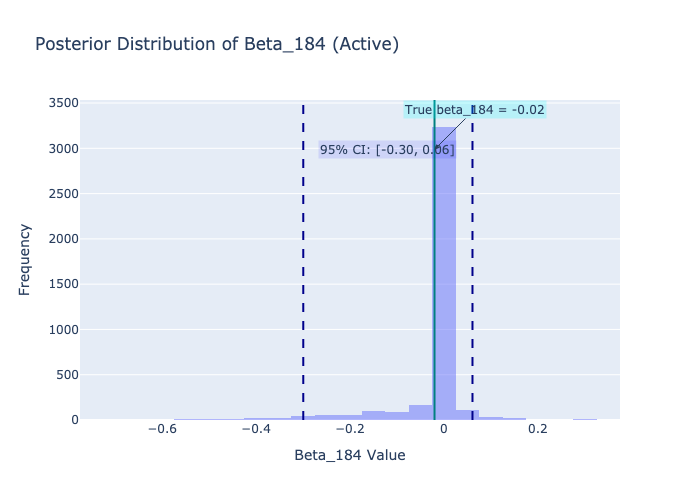 Posterior Distribution of Beta_184 (Active)
3500
3000
2500
2000
1500
1000
500
0
Frequency
True beta_184 = -0.02
95% CI: [-0.30, 0.06]
−0.6
−0.4
−0.2
0
0.2
Beta_184 Value